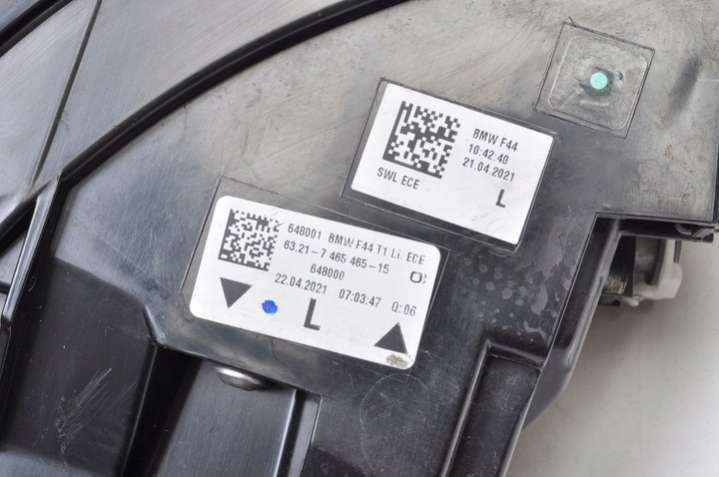 BMW F44
10:42:40
21.04.2021
SWL ECE
L
648001 BMW F44 T1 Li. ECE
63.21-7 465 465-15
648000
22.04.2021 07:03:47 Q:06
L